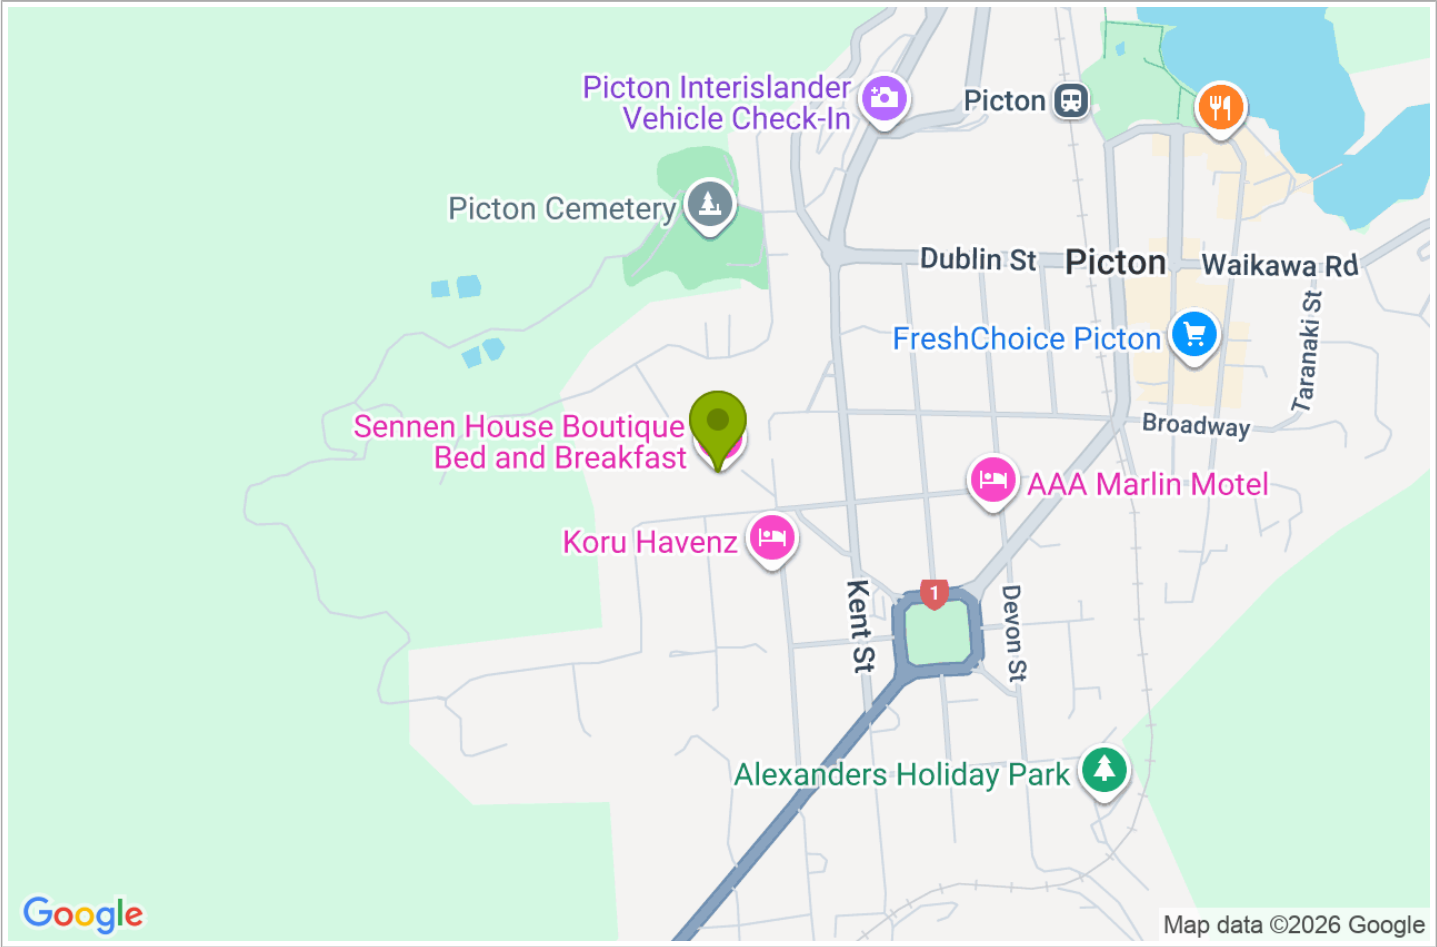 Picton Interislander
Vehicle Check-In
Picton
Picton Cemetery
Dublin St
Picton
Waikawa Rd
Taranaki St
FreshChoice Picton
Sennen House Boutique
Bed and Breakfast
Broadway
AAA Marlin Motel
Koru Havenz
1
Kent St
Devon St
Alexanders Holiday Park
Google
Map data ©2026 Google